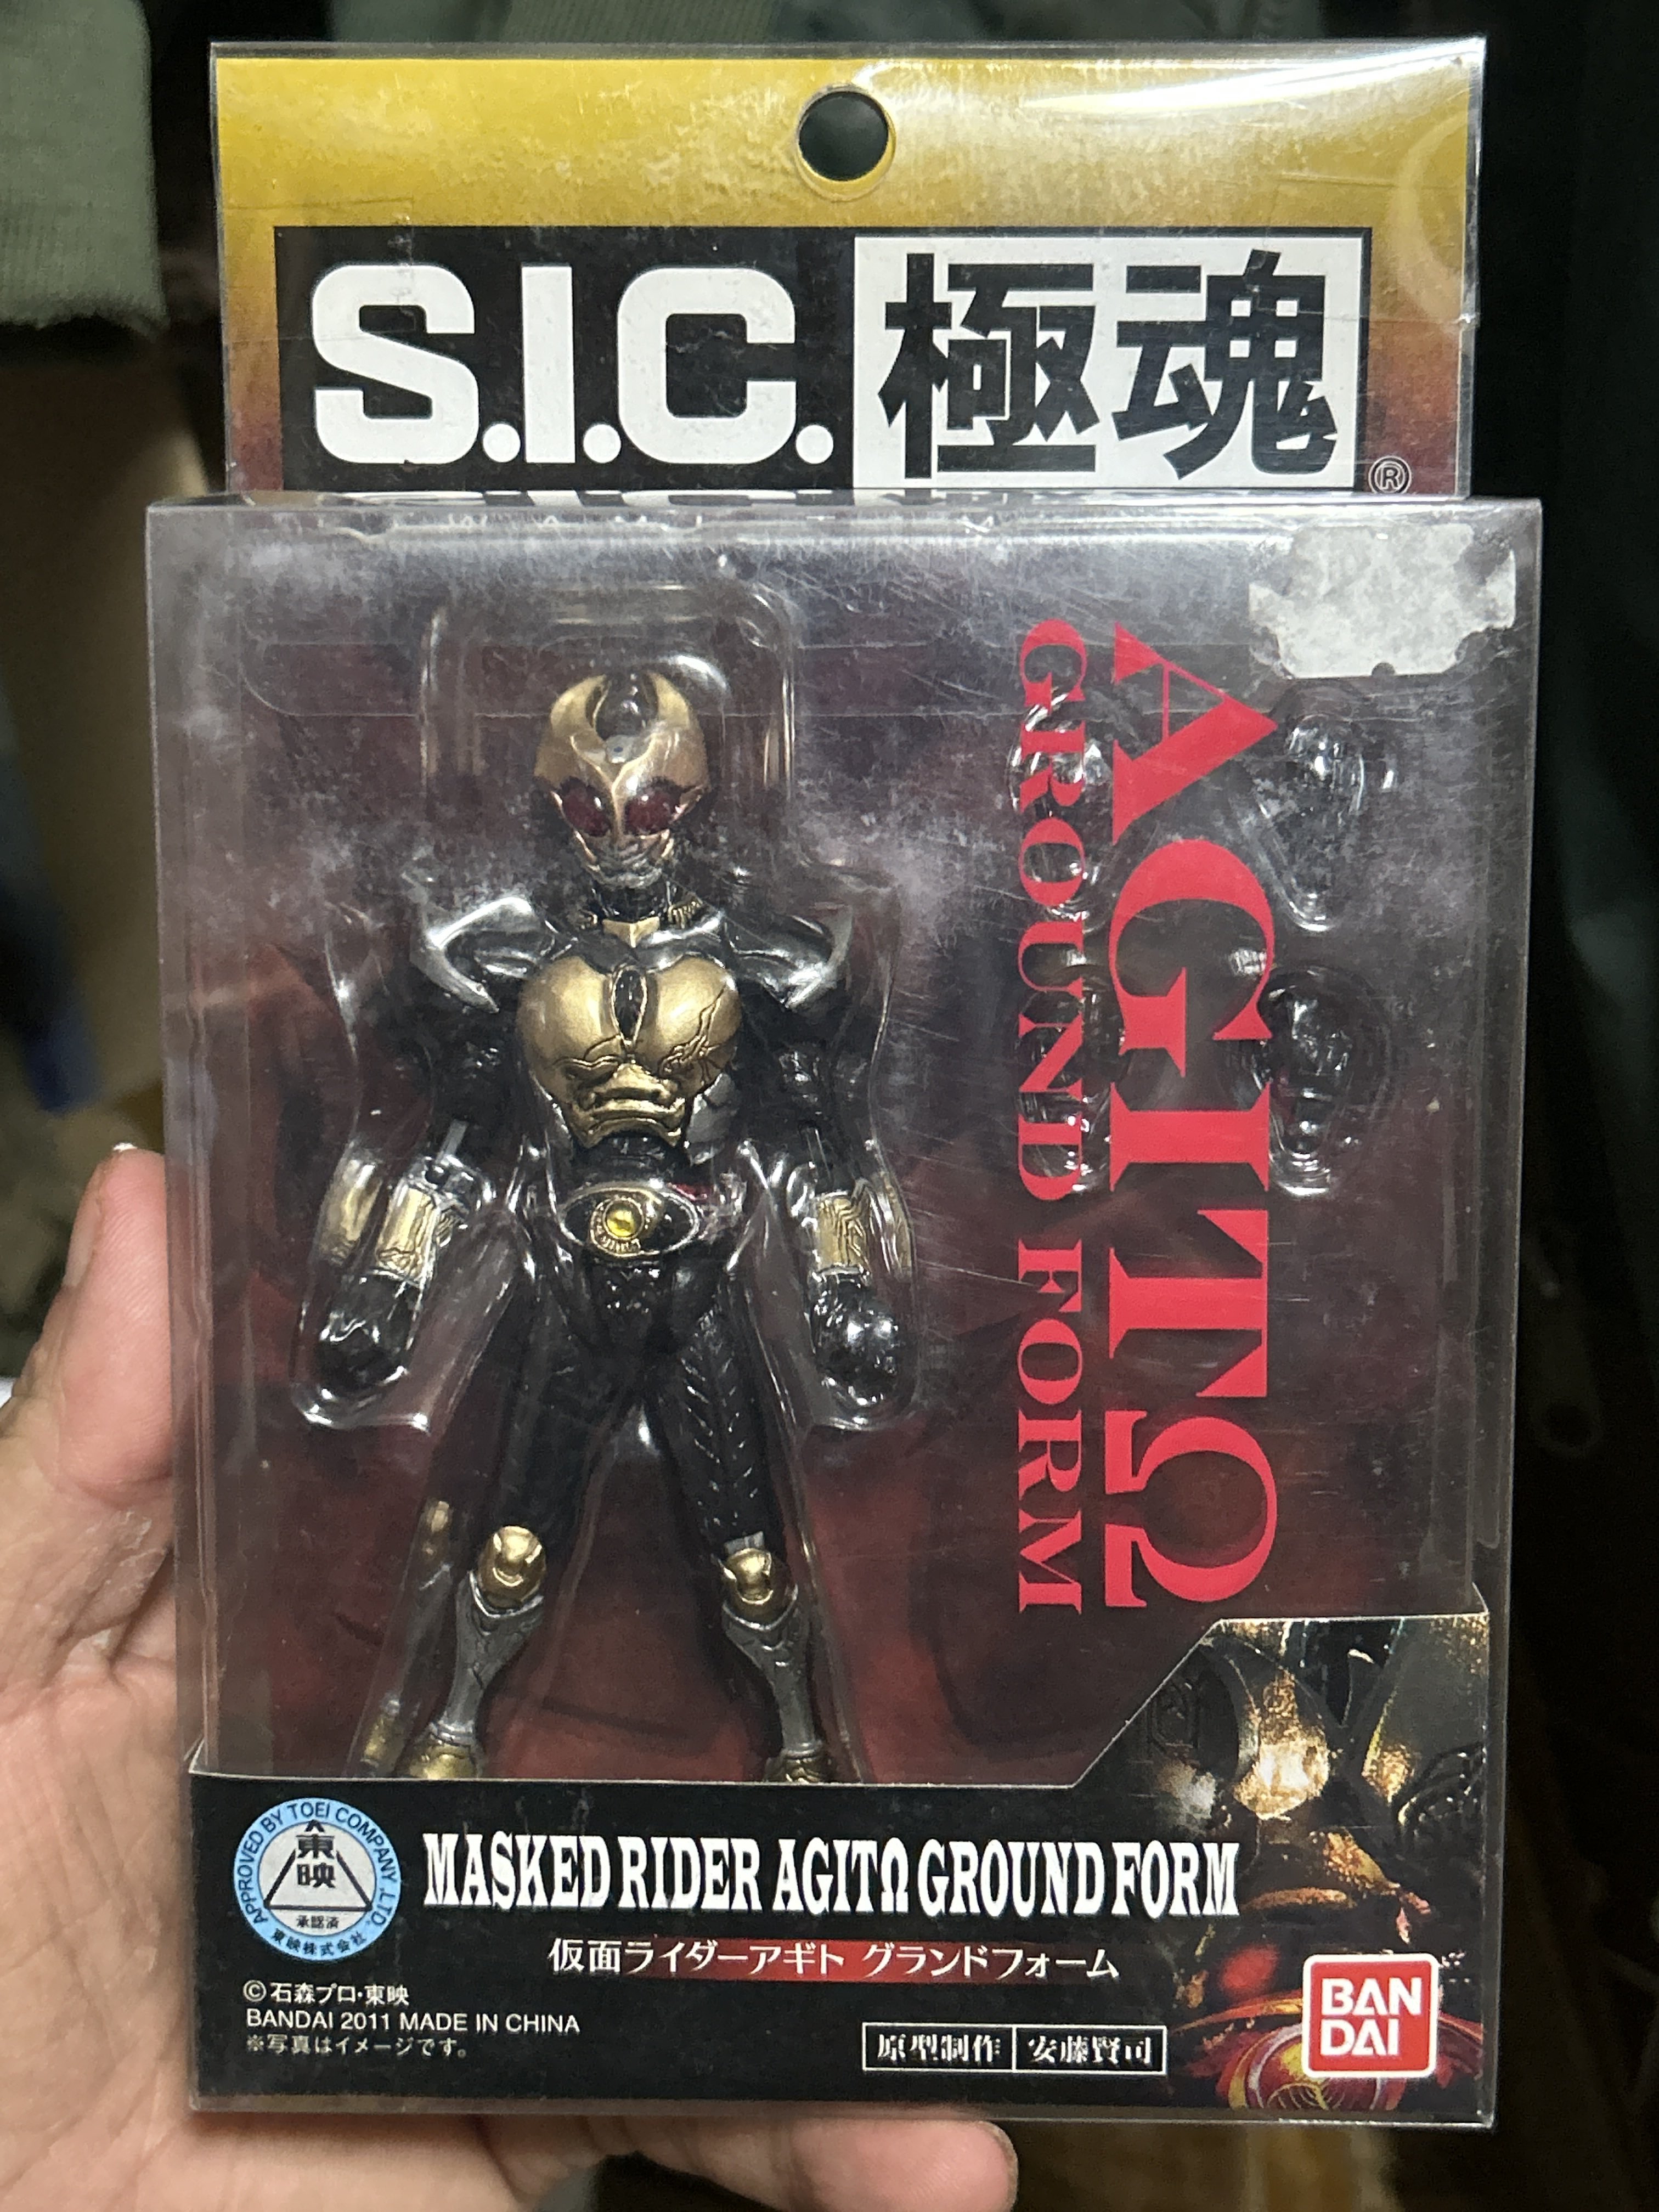 S.I.C. 極魂
®
AGITΩ
GROUND FORM
APPROVED BY TOEI COMPANY, LTD.
東映
承認済
東映株式会社
MASKED RIDER AGITΩ GROUND FORM
仮面ライダーアギト グランドフォーム
©石森プロ・東映
BANDAI 2011 MADE IN CHINA
※写真はイメージです。
原型制作 安藤賢司
BAN
DAI